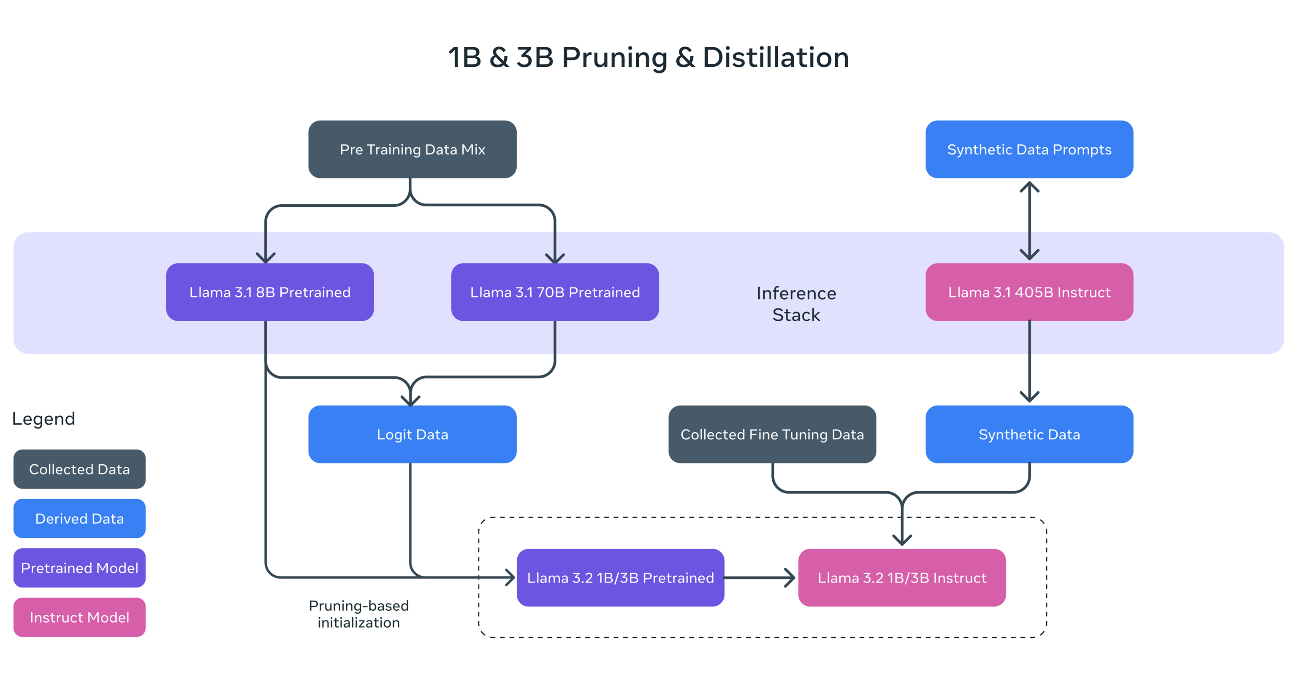 1B & 3B Pruning & Distillation
Pre Training Data Mix
Synthetic Data Prompts
Llama 3.1 8B Pretrained
Llama 3.1 70B Pretrained
Inference
Stack
Llama 3.1 405B Instruct
Legend
Collected Data
Derived Data
Pretrained Model
Instruct Model
Logit Data
Collected Fine Tuning Data
Synthetic Data
Pruning-based
initialization
Llama 3.2 1B/3B Pretrained
Llama 3.2 1B/3B Instruct